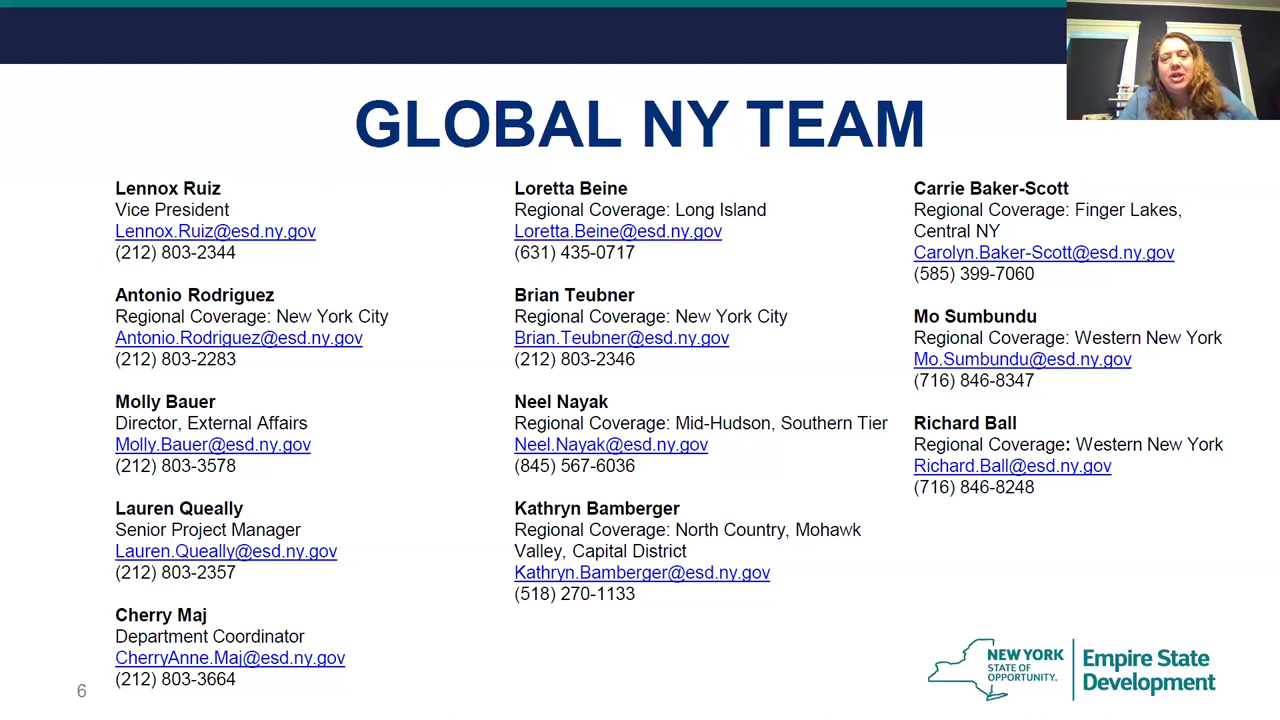 GLOBAL NY TEAM
Lennox Ruiz
Vice President
Lennox.Ruiz@esd.ny.gov
(212) 803-2344
Antonio Rodriguez
Regional Coverage: New York City
Antonio.Rodriguez@esd.ny.gov
(212) 803-2283
Molly Bauer
Director, External Affairs
Molly.Bauer@esd.ny.gov
(212) 803-3578
Lauren Queally
Senior Project Manager
Lauren.Queally@esd.ny.gov
(212) 803-2357
Cherry Maj
Department Coordinator
CherryAnne.Maj@esd.ny.gov
(212) 803-3664
Loretta Beine
Regional Coverage: Long Island
Loretta.Beine@esd.ny.gov
(631) 435-0717
Brian Teubner
Regional Coverage: New York City
Brian.Teubner@esd.ny.gov
(212) 803-2346
Neel Nayak
Regional Coverage: Mid-Hudson, Southern Tier
Neel.Nayak@esd.ny.gov
(845) 567-6036
Kathryn Bamberger
Regional Coverage: North Country, Mohawk
Valley, Capital District
Kathryn.Bamberger@esd.ny.gov
(518) 270-1133
Carrie Baker-Scott
Regional Coverage: Finger Lakes,
Central NY
Carolyn.Baker-Scott@esd.ny.gov
(585) 399-7060
Mo Sumbundu
Regional Coverage: Western New York
Mo.Sumbundu@esd.ny.gov
(716) 846-8347
Richard Ball
Regional Coverage: Western New York
Richard.Ball@esd.ny.gov
(716) 846-8248
6
NEW YORK
STATE OF
OPPORTUNITY.
Empire State
Development